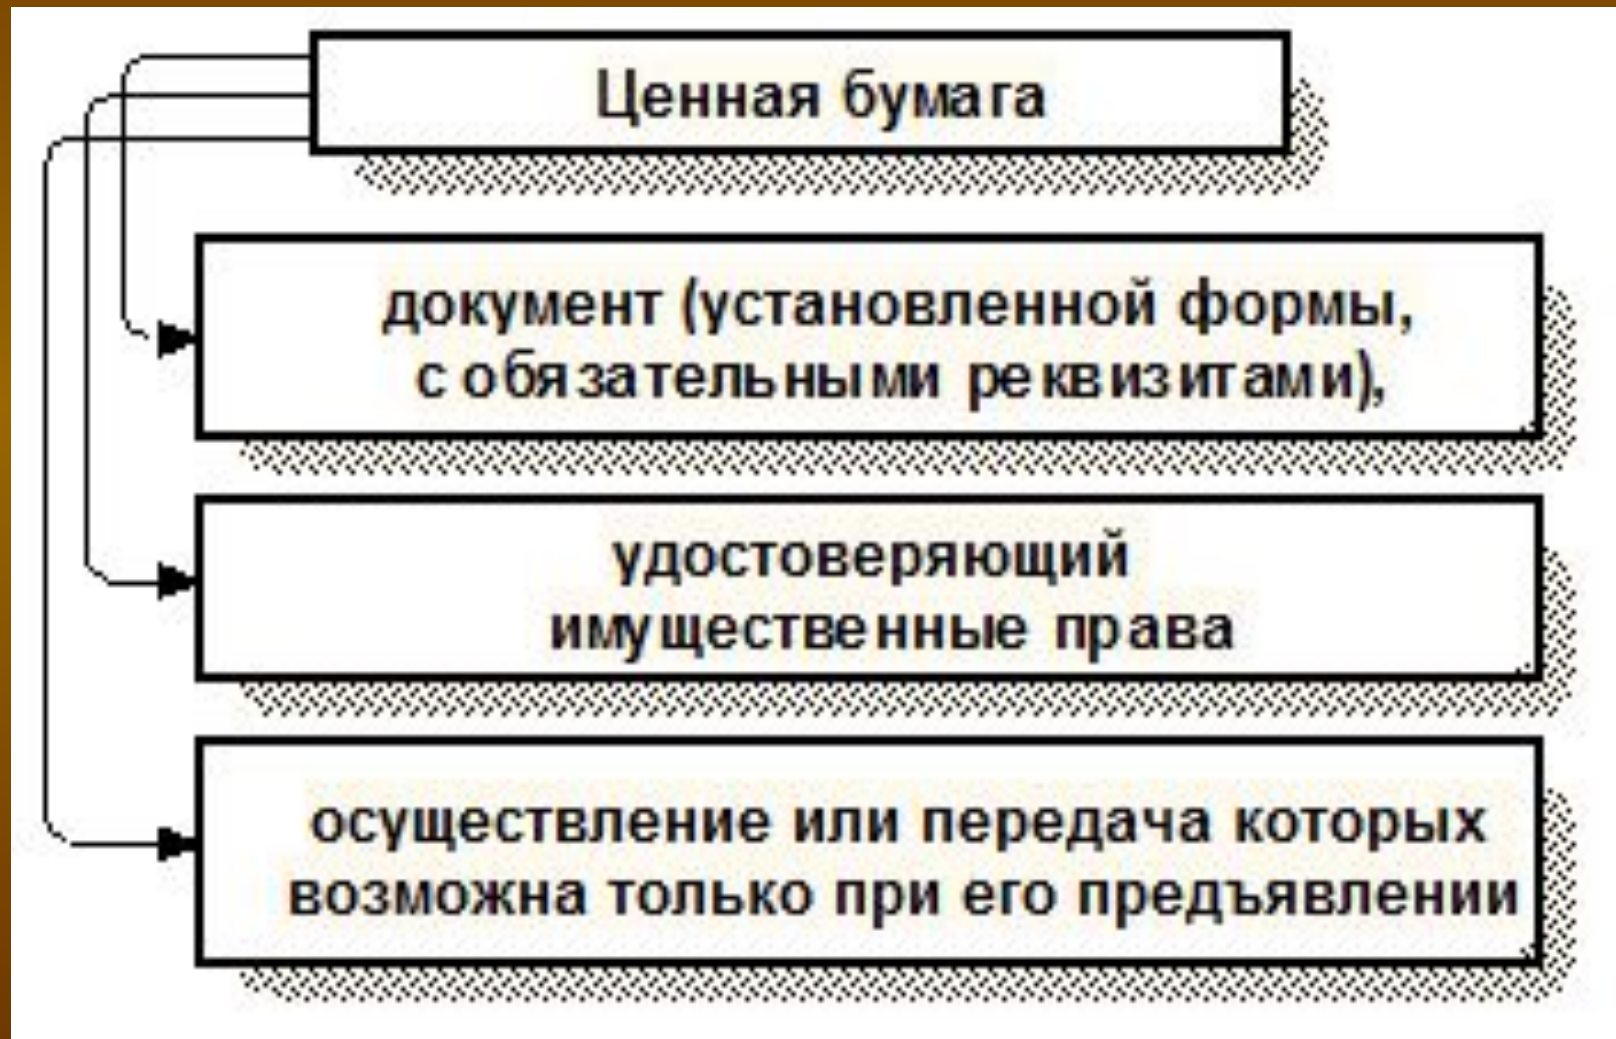 Ценная бумага
документ (установленной формы,
с обязательными реквизитами),
удостоверяющий
имущественные права
осуществление или передача которых
возможна только при его предъявлении